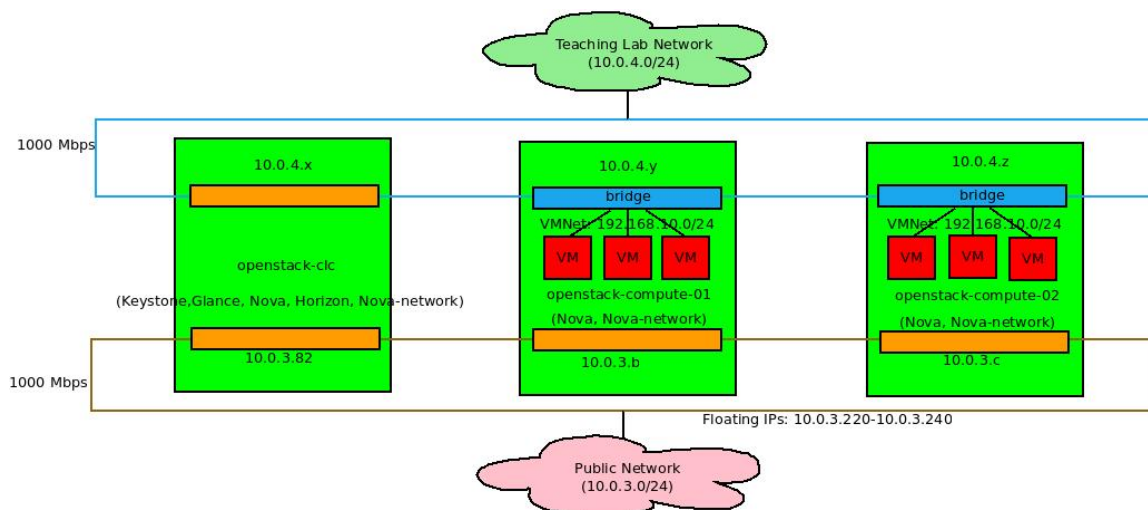 Teaching Lab Network
(10.0.4.0/24)
1000 Mbps
10.0.4.x
10.0.4.y
10.0.4.z
bridge
bridge
VMNet: 192.168.10.0/24
VMNet: 192.168.10.0/24
VM
VM
VM
VM
VM
VM
openstack-clc
openstack-compute-01
openstack-compute-02
(Keystone,Glance, Nova, Horizon, Nova-network)
(Nova, Nova-network)
(Nova, Nova-network)
10.0.3.82
10.0.3.b
10.0.3.c
1000 Mbps
Floating IPs: 10.0.3.220-10.0.3.240
Public Network
(10.0.3.0/24)